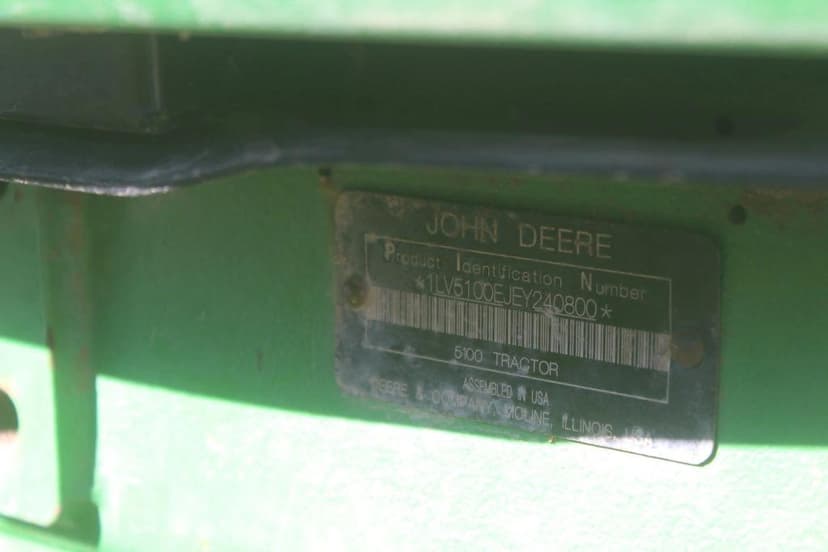 JOHN DEERE
Product Identification Number
*1LV5100EJEY240800*
5100 TRACTOR
ASSEMBLED IN USA
DEERE & COMPANY, MOLINE, ILLINOIS, USA